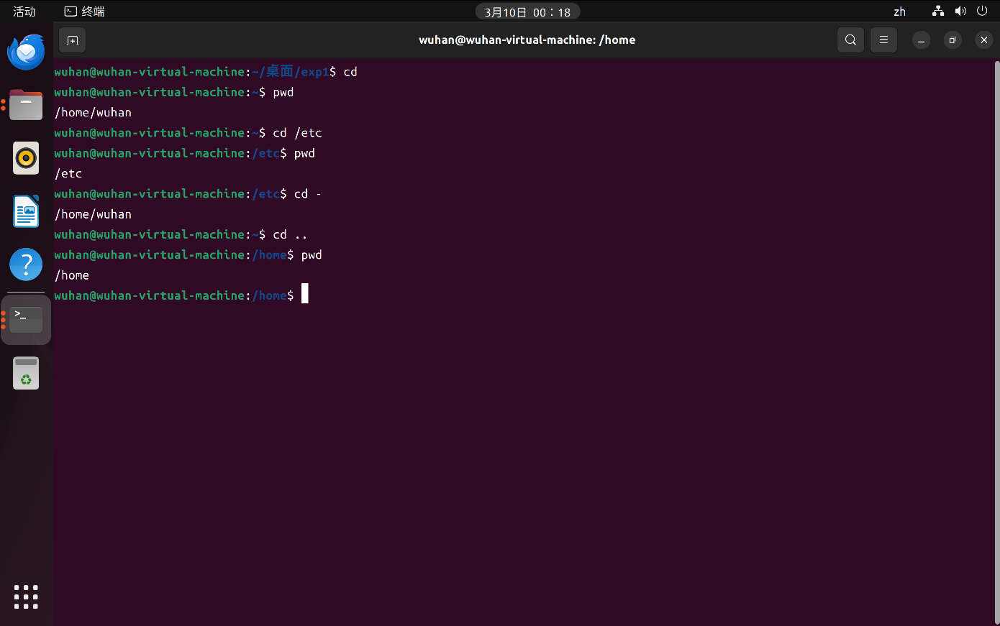 活动 终端 3月10日 00：18 zh
wuhan@wuhan-virtual-machine: /home
wuhan@wuhan-virtual-machine:~/桌面/exp1$ cd
wuhan@wuhan-virtual-machine:~$ pwd
/home/wuhan
wuhan@wuhan-virtual-machine:~$ cd /etc
wuhan@wuhan-virtual-machine:/etc$ pwd
/etc
wuhan@wuhan-virtual-machine:/etc$ cd -
/home/wuhan
wuhan@wuhan-virtual-machine:~$ cd ..
wuhan@wuhan-virtual-machine:/home$ pwd
/home
wuhan@wuhan-virtual-machine:/home$